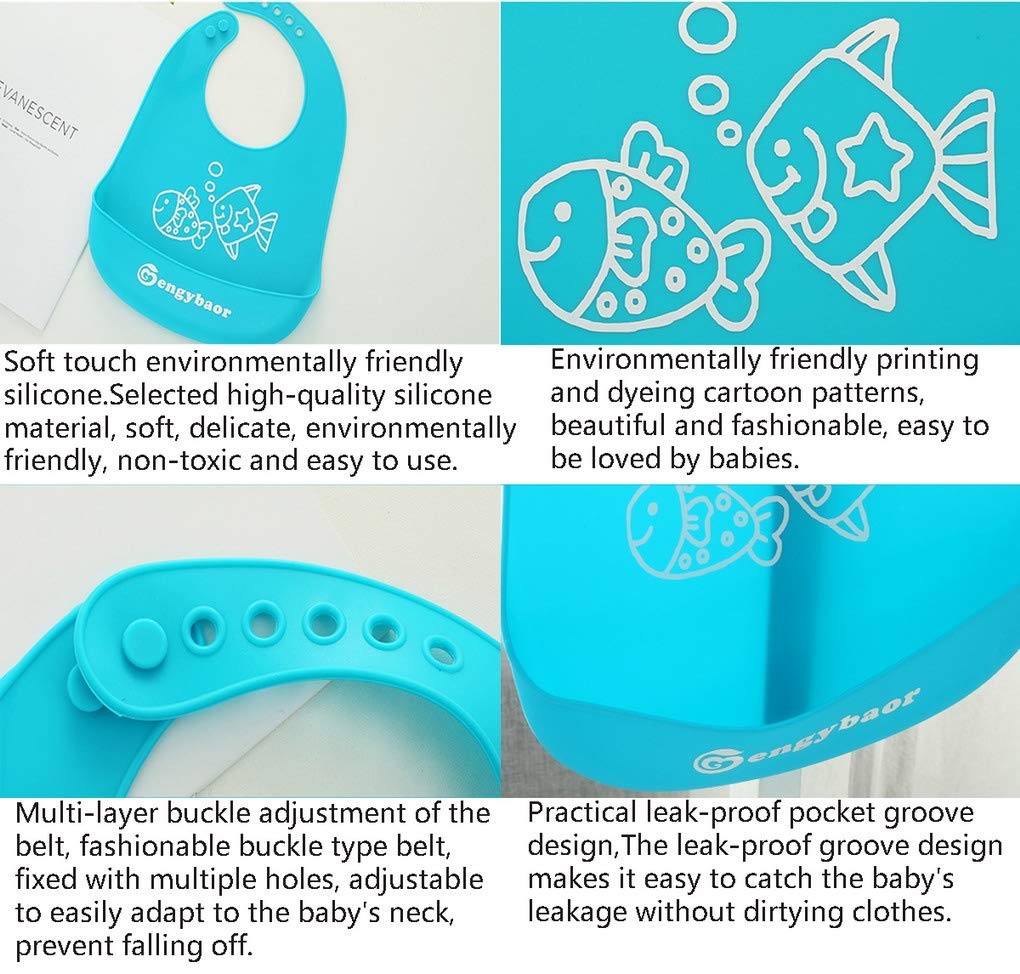 EVANESCENT
Gengybaor
Soft touch environmentally friendly
silicone.Selected high-quality silicone
material, soft, delicate, environmentally
friendly, non-toxic and easy to use.
Environmentally friendly printing
and dyeing cartoon patterns,
beautiful and fashionable, easy to
be loved by babies.
Gengybaor
Multi-layer buckle adjustment of the
belt, fashionable buckle type belt,
fixed with multiple holes, adjustable
to easily adapt to the baby's neck,
prevent falling off.
Practical leak-proof pocket groove
design,The leak-proof groove design
makes it easy to catch the baby's
leakage without dirtying clothes.